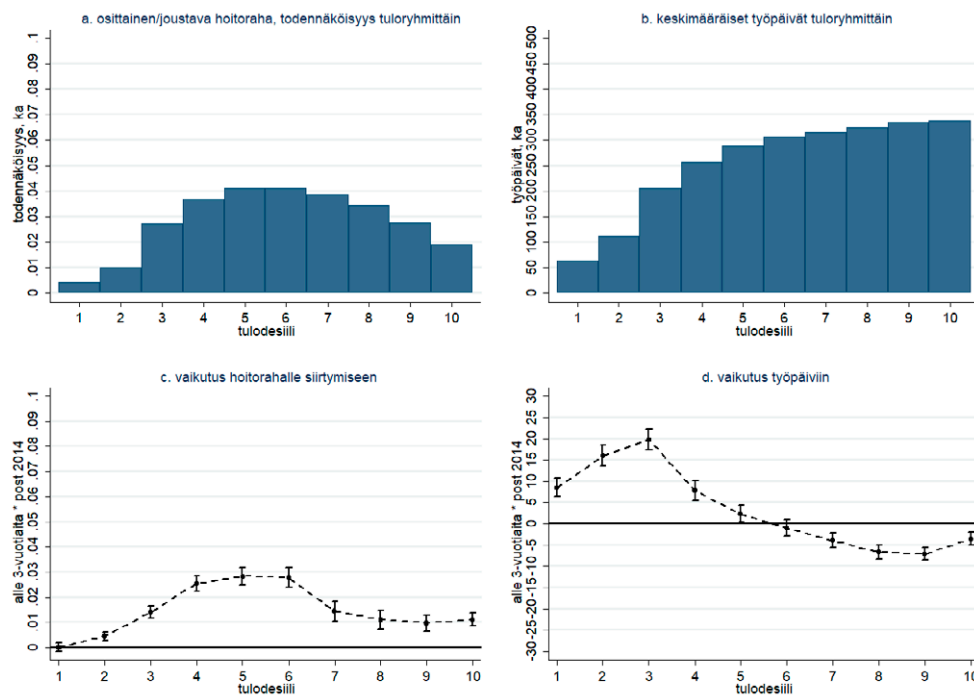 a. osittainen/joustava hoitoraha, todennäköisyys tuloryhmittäin
todennäköisyys, ka
0 .01 .02 .03 .04 .05 .06 .07 .08 .09 .1
1 2 3 4 5 6 7 8 9 10
tulodesiili
b. keskimääräiset työpäivät tuloryhmittäin
työpäivät, ka
0 50 100 150 200 250 300 350 400 450 500
1 2 3 4 5 6 7 8 9 10
tulodesiili
c. vaikutus hoitorahalle siirtymiseen
alle 3-vuotiaita * post 2014
0 .01 .02 .03 .04 .05 .06 .07 .08 .09 .1
1 2 3 4 5 6 7 8 9 10
tulodesiili
d. vaikutus työpäiviin
alle 3-vuotiaita * post 2014
-30 -25 -20 -15 -10 -5 0 5 10 15 20 25 30
1 2 3 4 5 6 7 8 9 10
tulodesiili